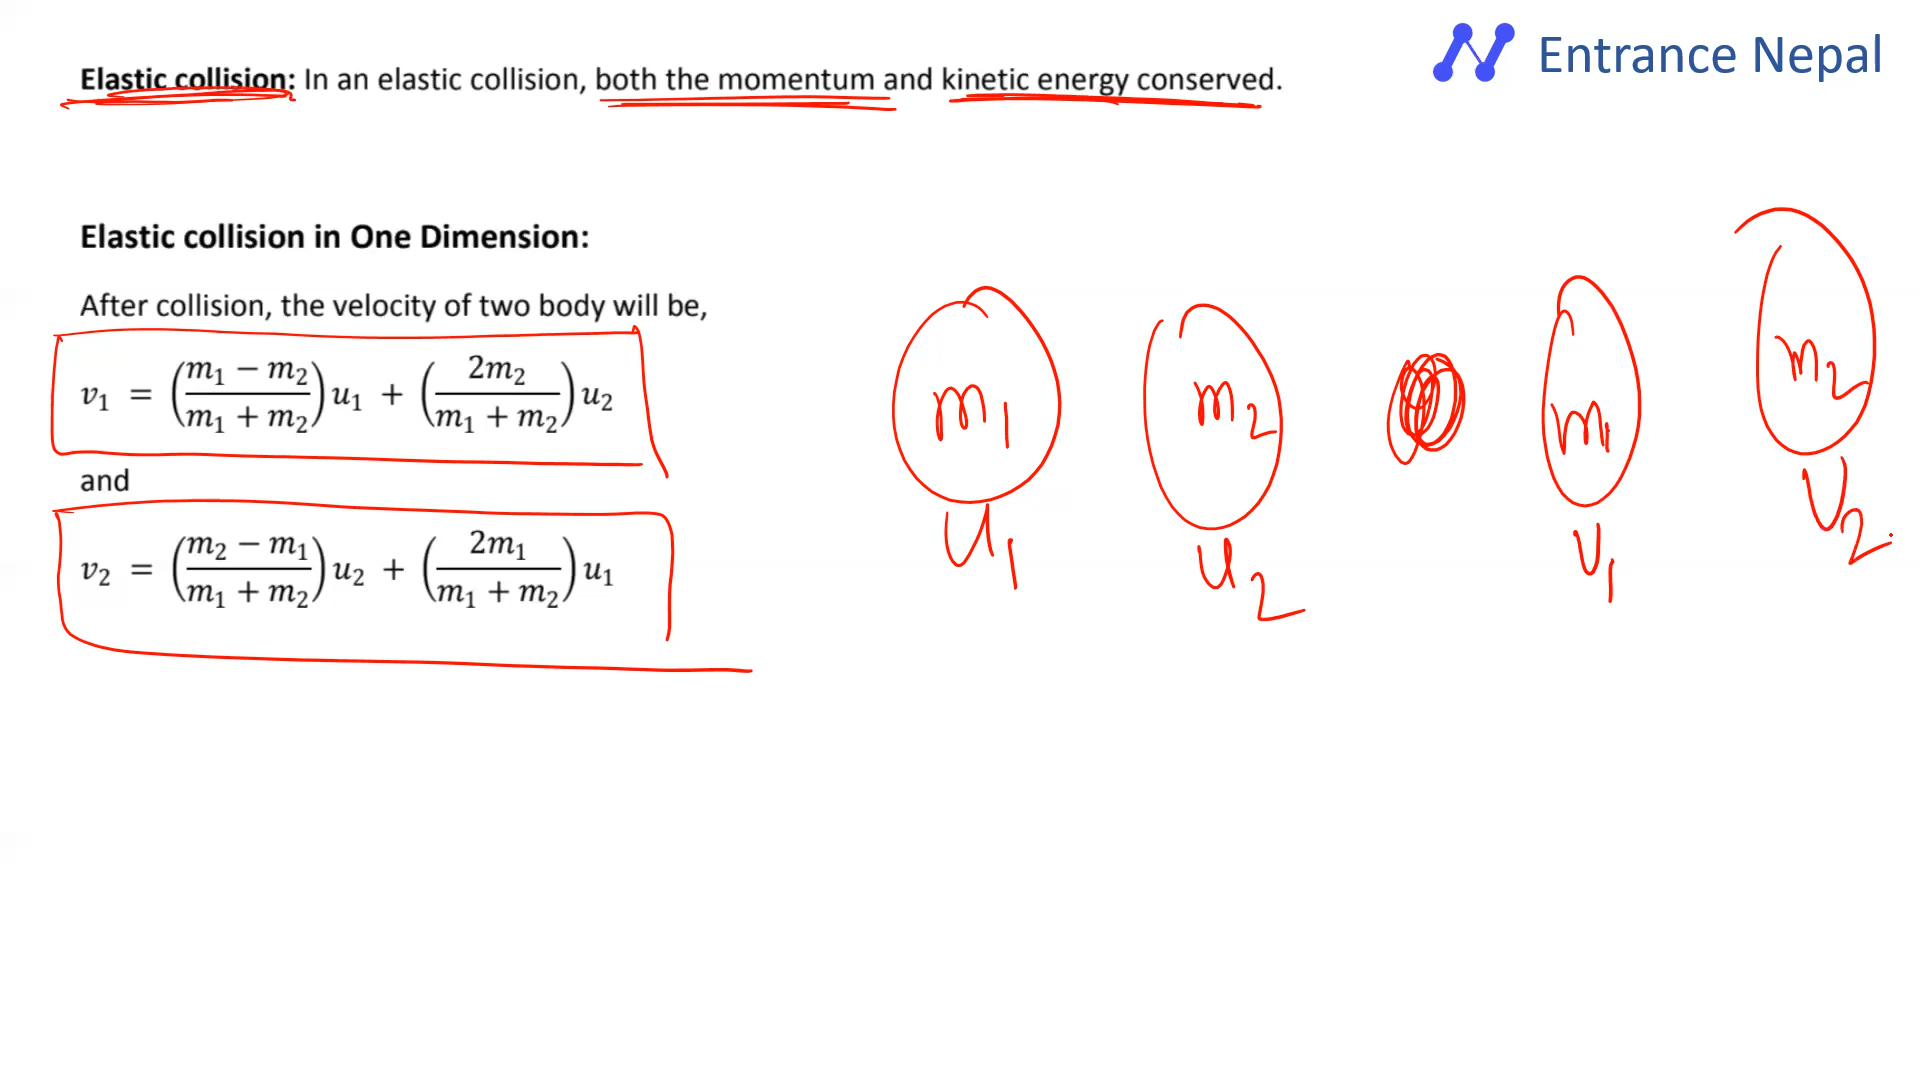 Entrance Nepal
Elastic collision: In an elastic collision, both the momentum and kinetic energy conserved.
Elastic collision in One Dimension:
After collision, the velocity of two body will be,
v₁ = ((m₁ − m₂)/(m₁ + m₂)) u₁ + (2m₂/(m₁ + m₂)) u₂
and
v₂ = ((m₂ − m₁)/(m₁ + m₂)) u₂ + (2m₁/(m₁ + m₂)) u₁
m₁ m₂ m₁ m₂
u₁ u₂ v₁ v₂